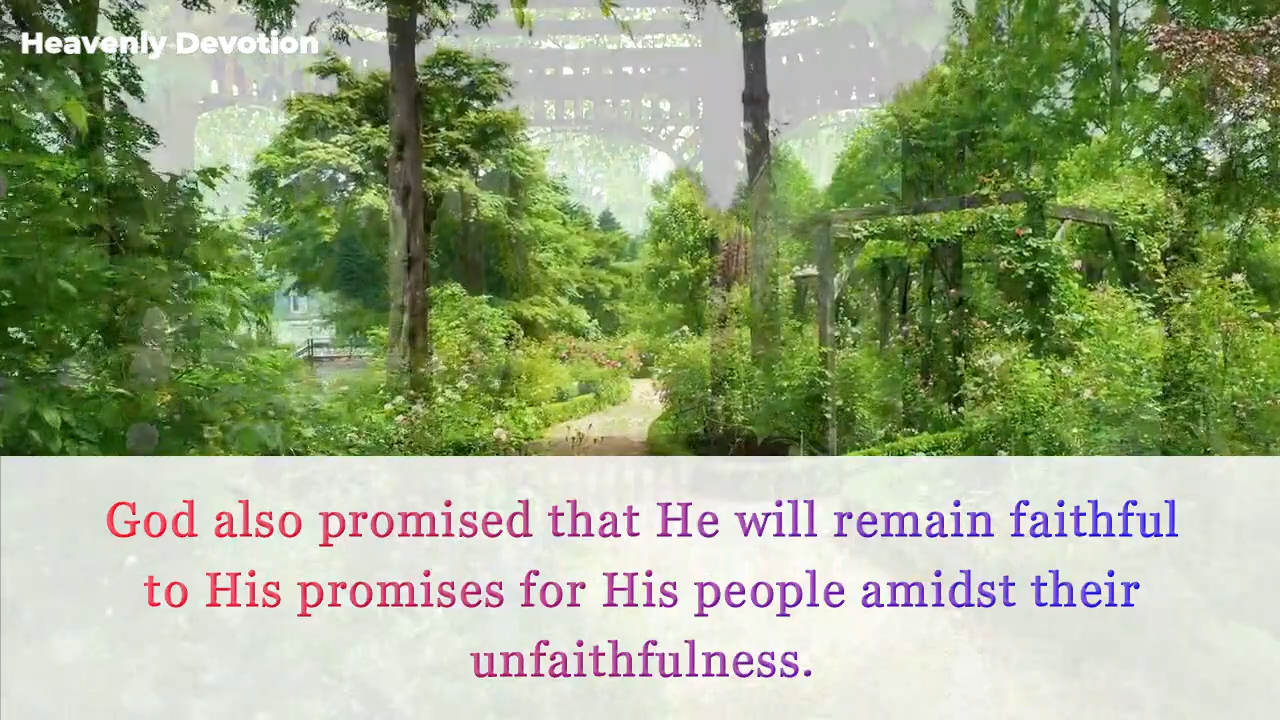 Heavenly Devotion
God also promised that He will remain faithful
to His promises for His people amidst their
unfaithfulness.